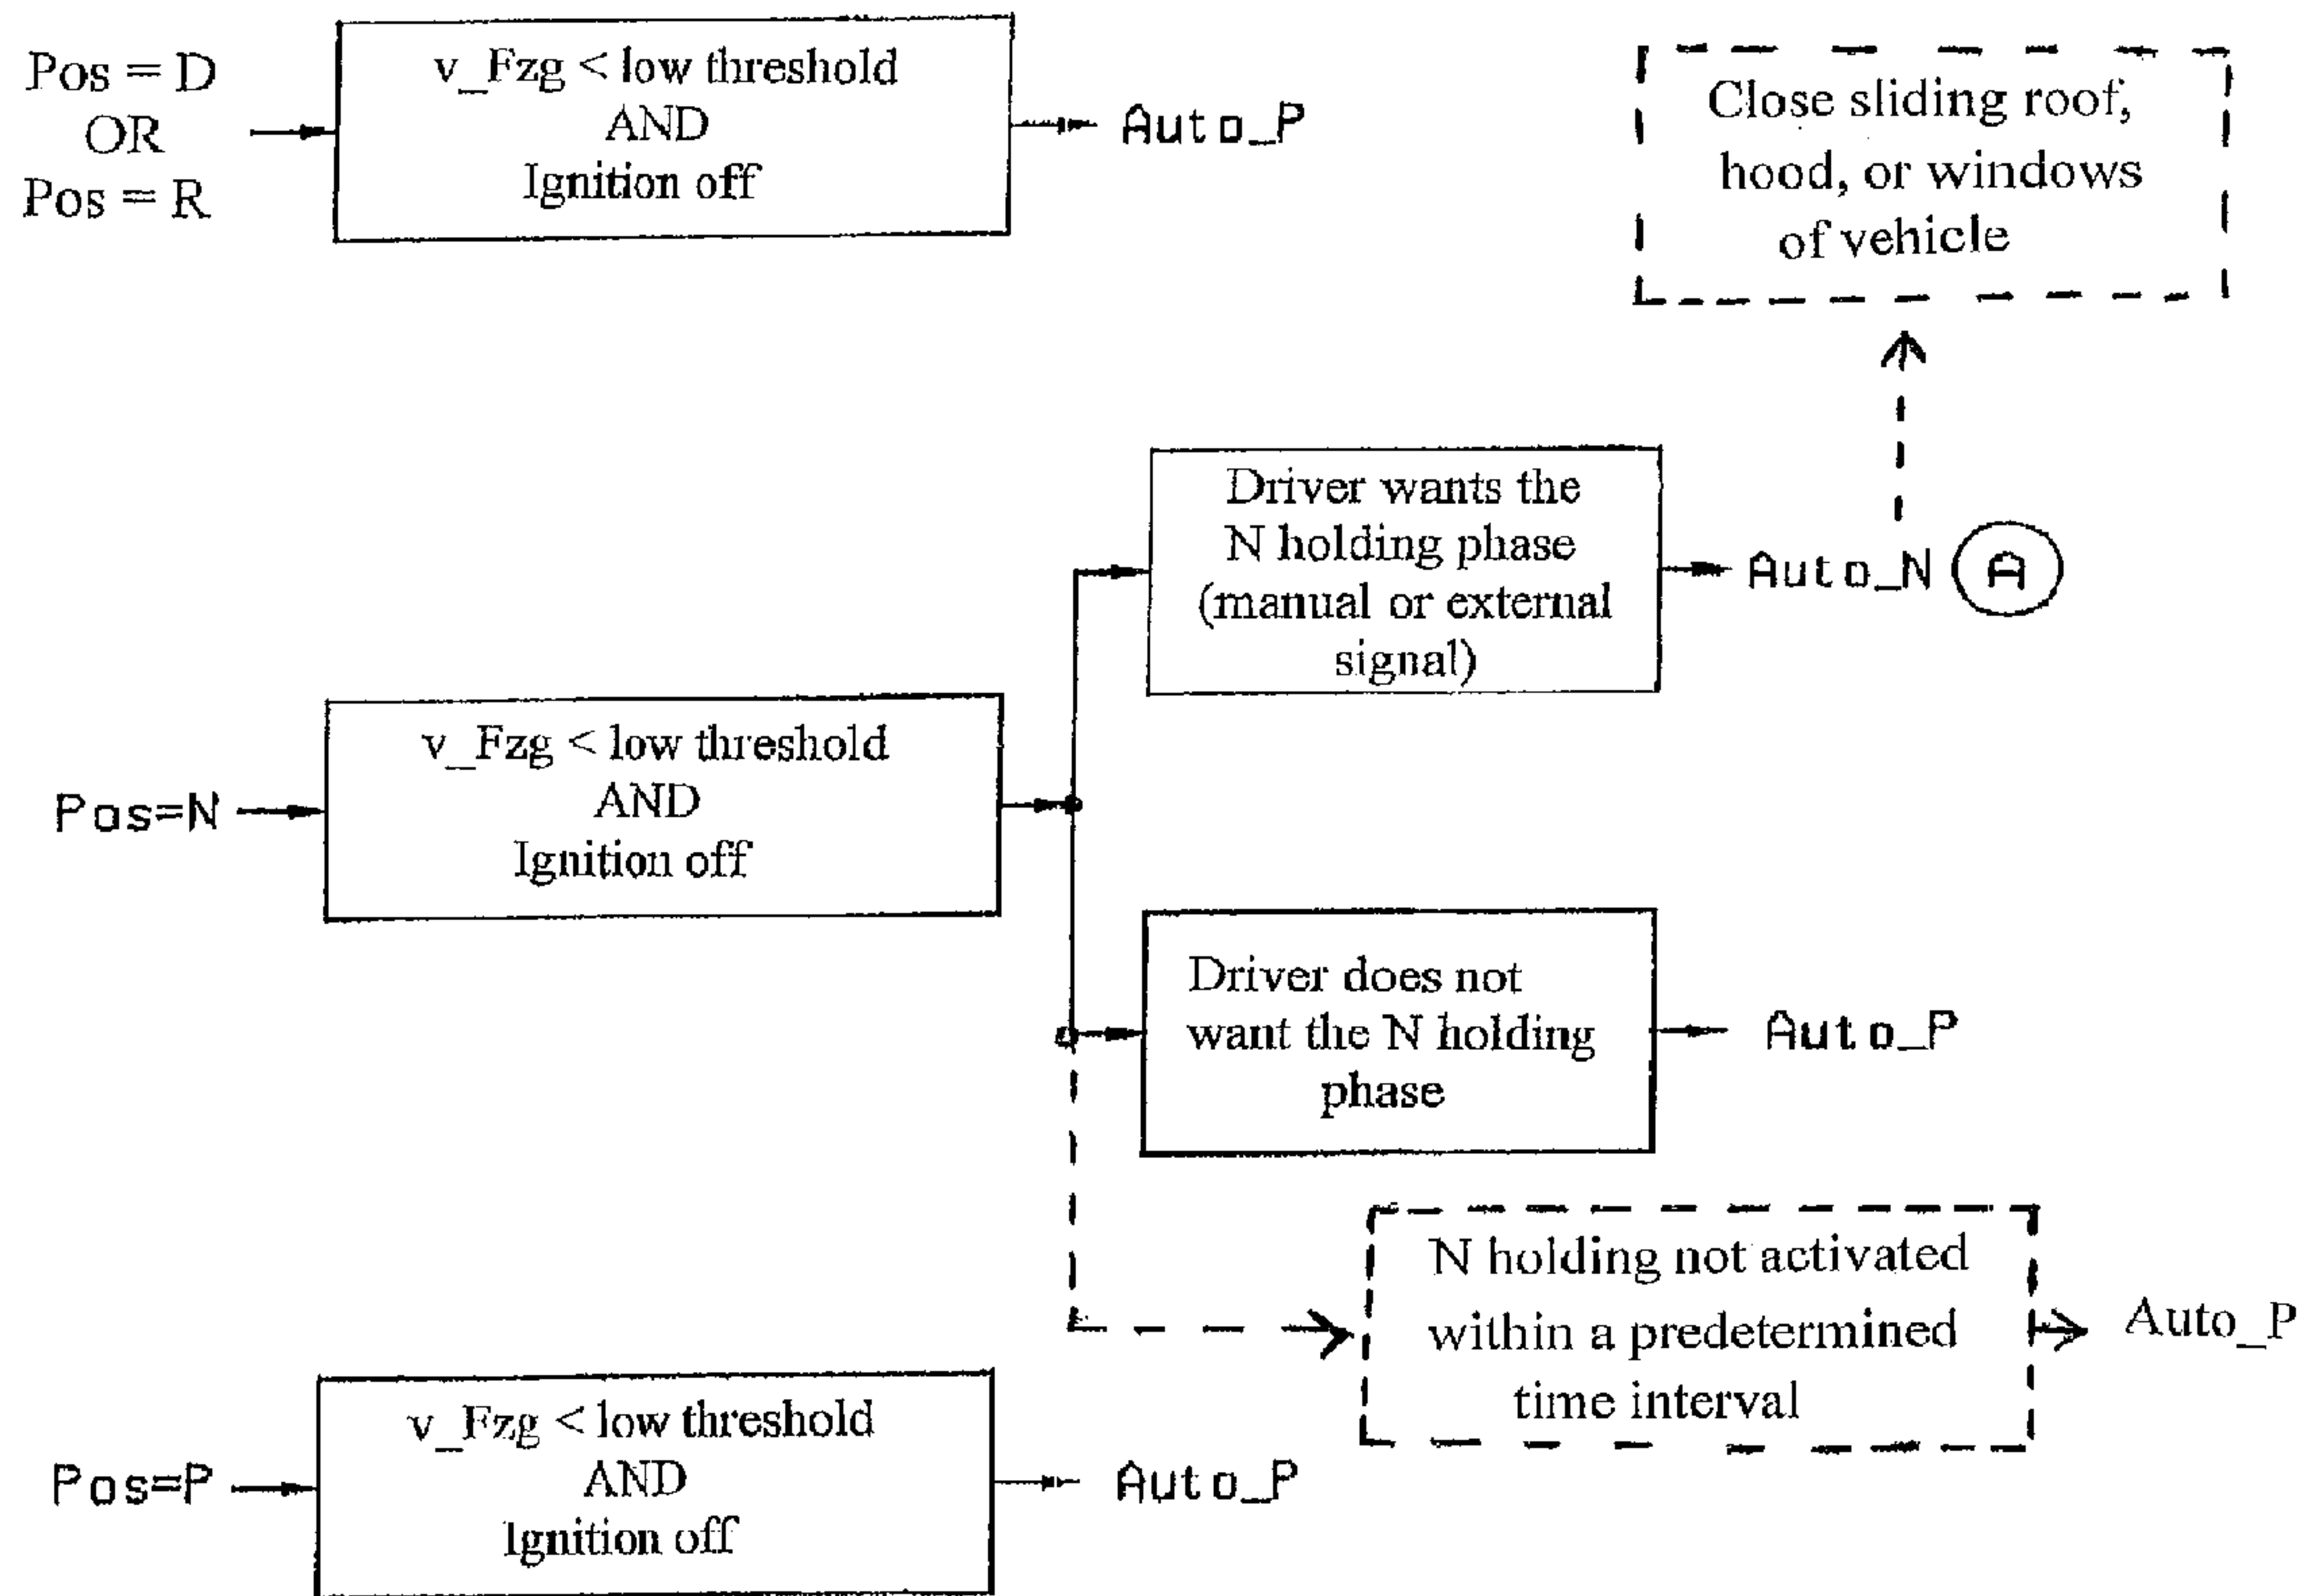 Pos = D
OR
Pos = R
v_Fzg < low threshold
AND
Ignition off
Auto_P
Close sliding roof,
hood, or windows
of vehicle
Driver wants the
N holding phase
(manual or external
signal)
Auto_N
A
Pos=N
v_Fzg < low threshold
AND
Ignition off
Driver does not
want the N holding
phase
Auto_P
N holding not activated
within a predetermined
time interval
Auto_P
Pos=P
v_Fzg < low threshold
AND
Ignition off
Auto_P